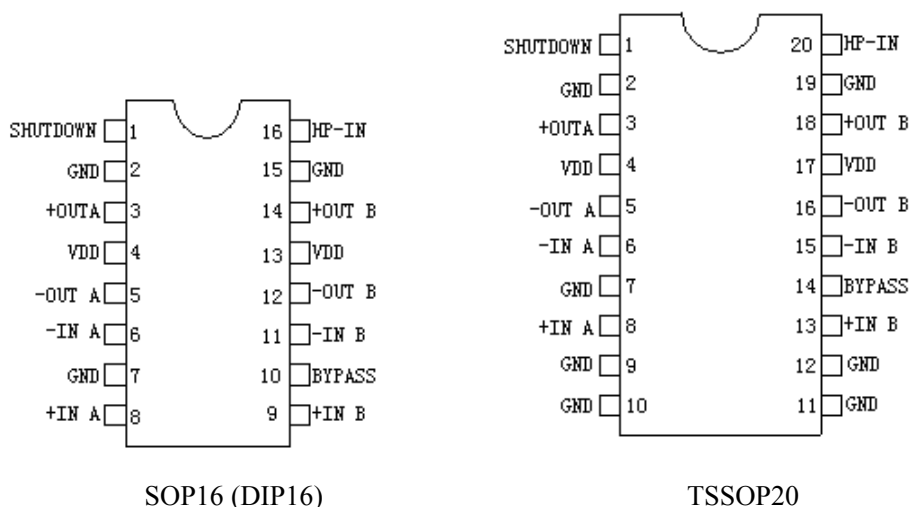 SHUTDOWN 1 16 HP-IN
GND 2 15 GND
+OUTA 3 14 +OUT B
VDD 4 13 VDD
-OUT A 5 12 -OUT B
-IN A 6 11 -IN B
GND 7 10 BYPASS
+IN A 8 9 +IN B
SOP16 (DIP16)
SHUTDOWN 1 20 HP-IN
GND 2 19 GND
+OUTA 3 18 +OUT B
VDD 4 17 VDD
-OUT A 5 16 -OUT B
-IN A 6 15 -IN B
GND 7 14 BYPASS
+IN A 8 13 +IN B
GND 9 12 GND
GND 10 11 GND
TSSOP20